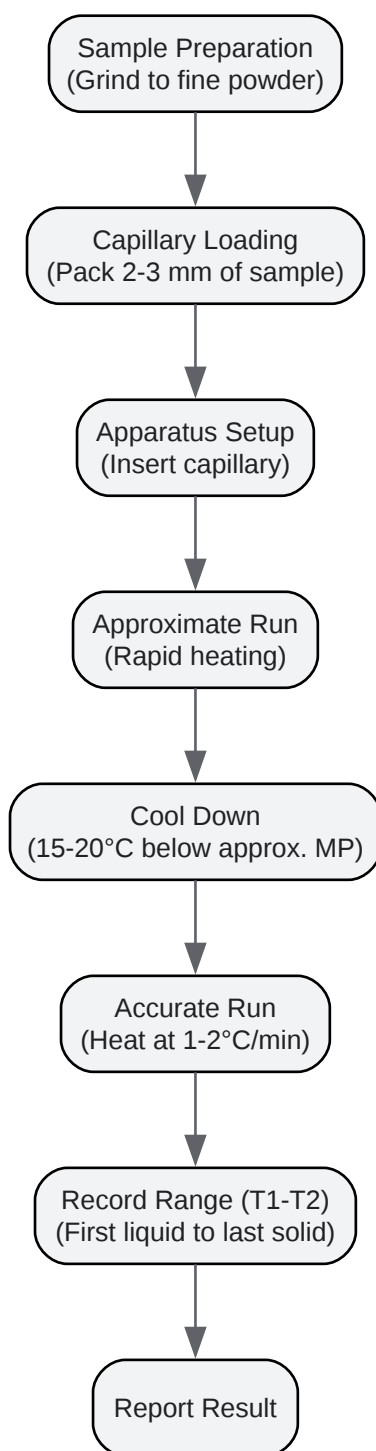 Sample Preparation
(Grind to fine powder)
Capillary Loading
(Pack 2-3 mm of sample)
Apparatus Setup
(Insert capillary)
Approximate Run
(Rapid heating)
Cool Down
(15-20°C below approx. MP)
Accurate Run
(Heat at 1-2°C/min)
Record Range (T1-T2)
(First liquid to last solid)
Report Result